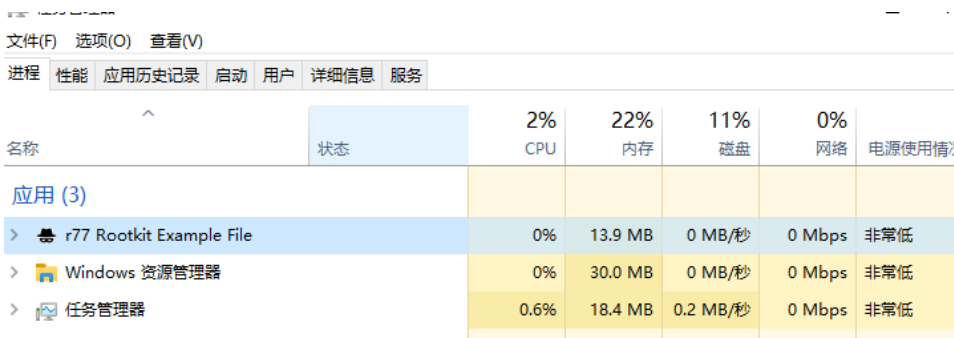 文件(F) 选项(O) 查看(V)
进程 性能 应用历史记录 启动 用户 详细信息 服务
2% 22% 11% 0%
名称 状态 CPU 内存 磁盘 网络 电源使用情
应用 (3)
r77 Rootkit Example File 0% 13.9 MB 0 MB/秒 0 Mbps 非常低
Windows 资源管理器 0% 30.0 MB 0 MB/秒 0 Mbps 非常低
任务管理器 0.6% 18.4 MB 0.2 MB/秒 0 Mbps 非常低